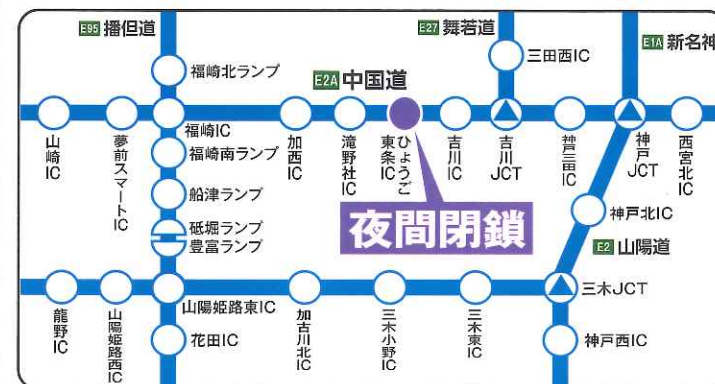 E95 播但道
E27 舞若道
E1A 新名神
福崎北ランプ
三田西IC
E2A 中国道
山崎IC
夢前スマートIC
福崎IC
加西IC
滝野社IC
ひょうご
東条IC
吉川IC
吉川JCT
神戸三田IC
神戸JCT
西宮北IC
福崎南ランプ
船津ランプ
砥堀ランプ
豊富ランプ
夜間閉鎖
神戸北IC
E2 山陽道
龍野IC
山陽姫路西IC
山陽姫路東IC
加古川北IC
三木小野IC
三木東IC
三木JCT
花田IC
神戸西IC